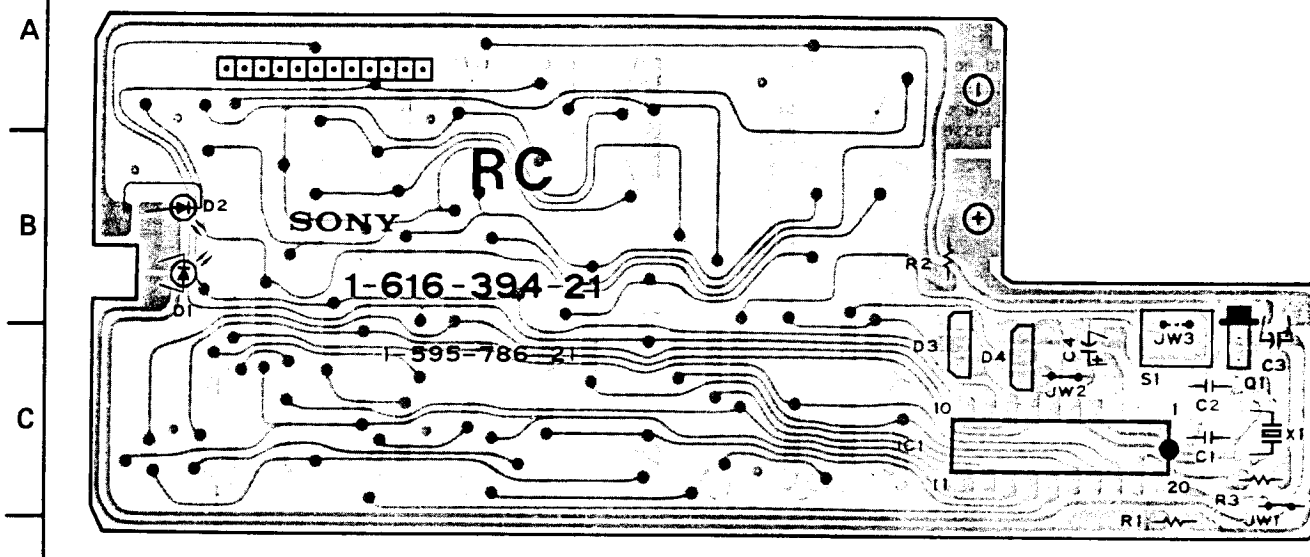 A
B
C
RC
SONY
1-616-394-21
1-595-786-21
D2
D1
R2
+
D3
D4
C4
+
JW2
JW3
S1
Q1
C3
C2
C1
X1
10
1
IC1
11
20
R3
R1
JW1